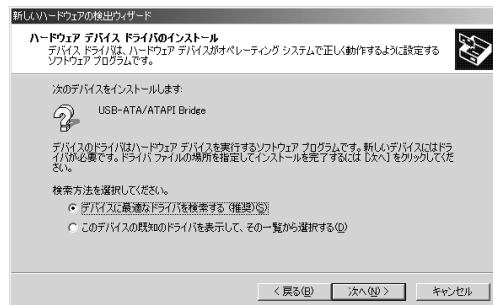 新しいハードウェアの検出ウィザード
ハードウェア デバイス ドライバのインストール
デバイス ドライバは、ハードウェア デバイスがオペレーティング システムで正しく動作するように設定する
ソフトウェア プログラムです。
次のデバイスをインストールします:
USB-ATA/ATAPI Bridge
デバイスのドライバはハードウェア デバイスを実行するソフトウェア プログラムです。新しいデバイスにはドラ
イバが必要です。ドライバ ファイルの場所を指定してインストールを完了するには [次へ] をクリックしてくだ
さい。
検索方法を選択してください。
デバイスに最適なドライバを検索する (推奨)(S)
このデバイスの既知のドライバを表示して、その一覧から選択する(D)
< 戻る(B)
次へ(N) >
キャンセル